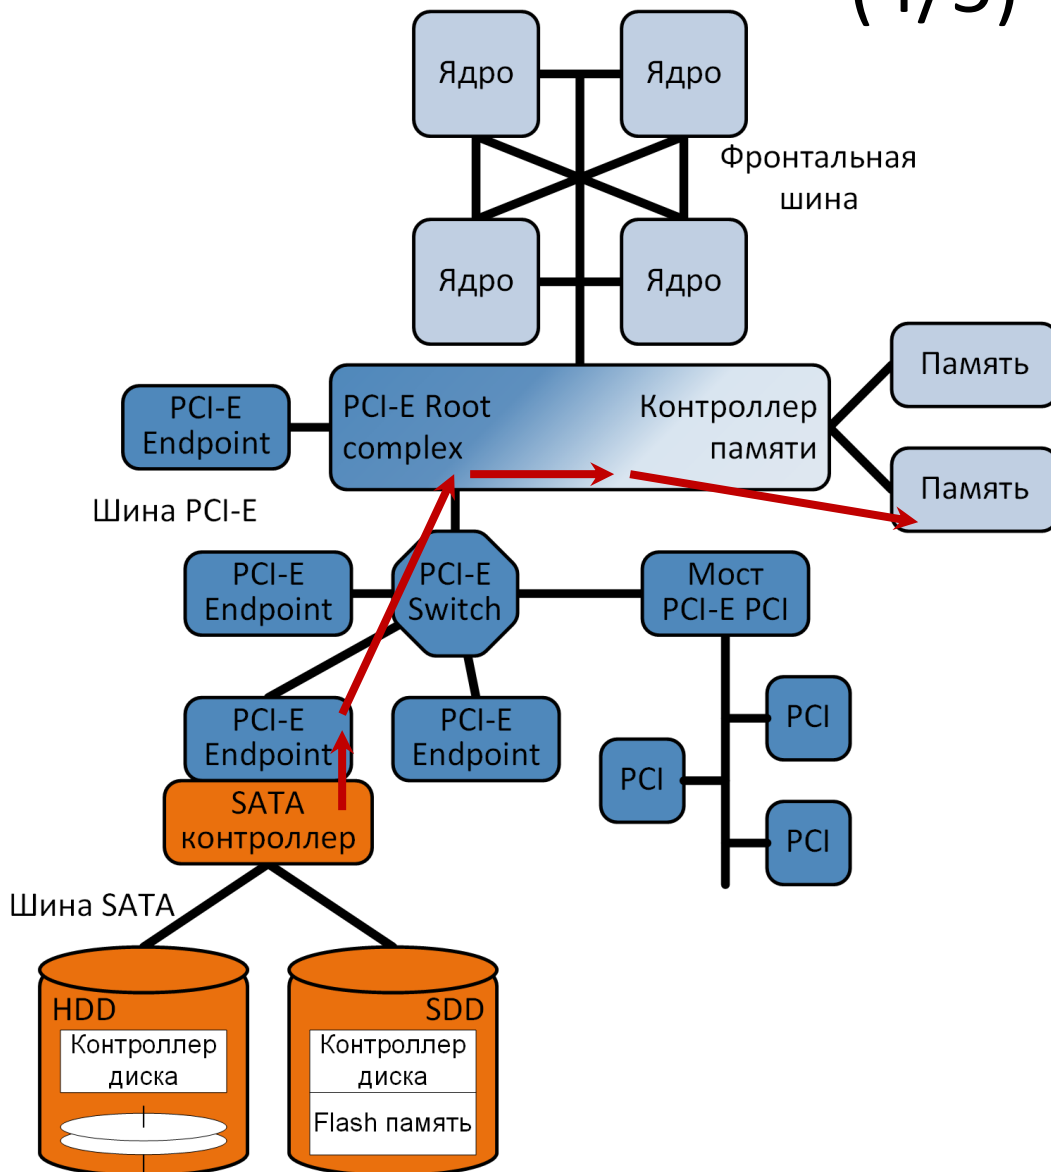 (4/5)
Ядро
Ядро
Фронтальная
шина
Ядро
Ядро
Память
PCI-E
Endpoint
PCI-E Root
complex
Контроллер
памяти
Память
Шина PCI-E
PCI-E
Endpoint
PCI-E
Switch
Мост
PCI-E PCI
PCI-E
Endpoint
PCI-E
Endpoint
PCI
PCI
PCI
SATA
контроллер
Шина SATA
HDD
Контроллер
диска
SDD
Контроллер
диска
Flash память